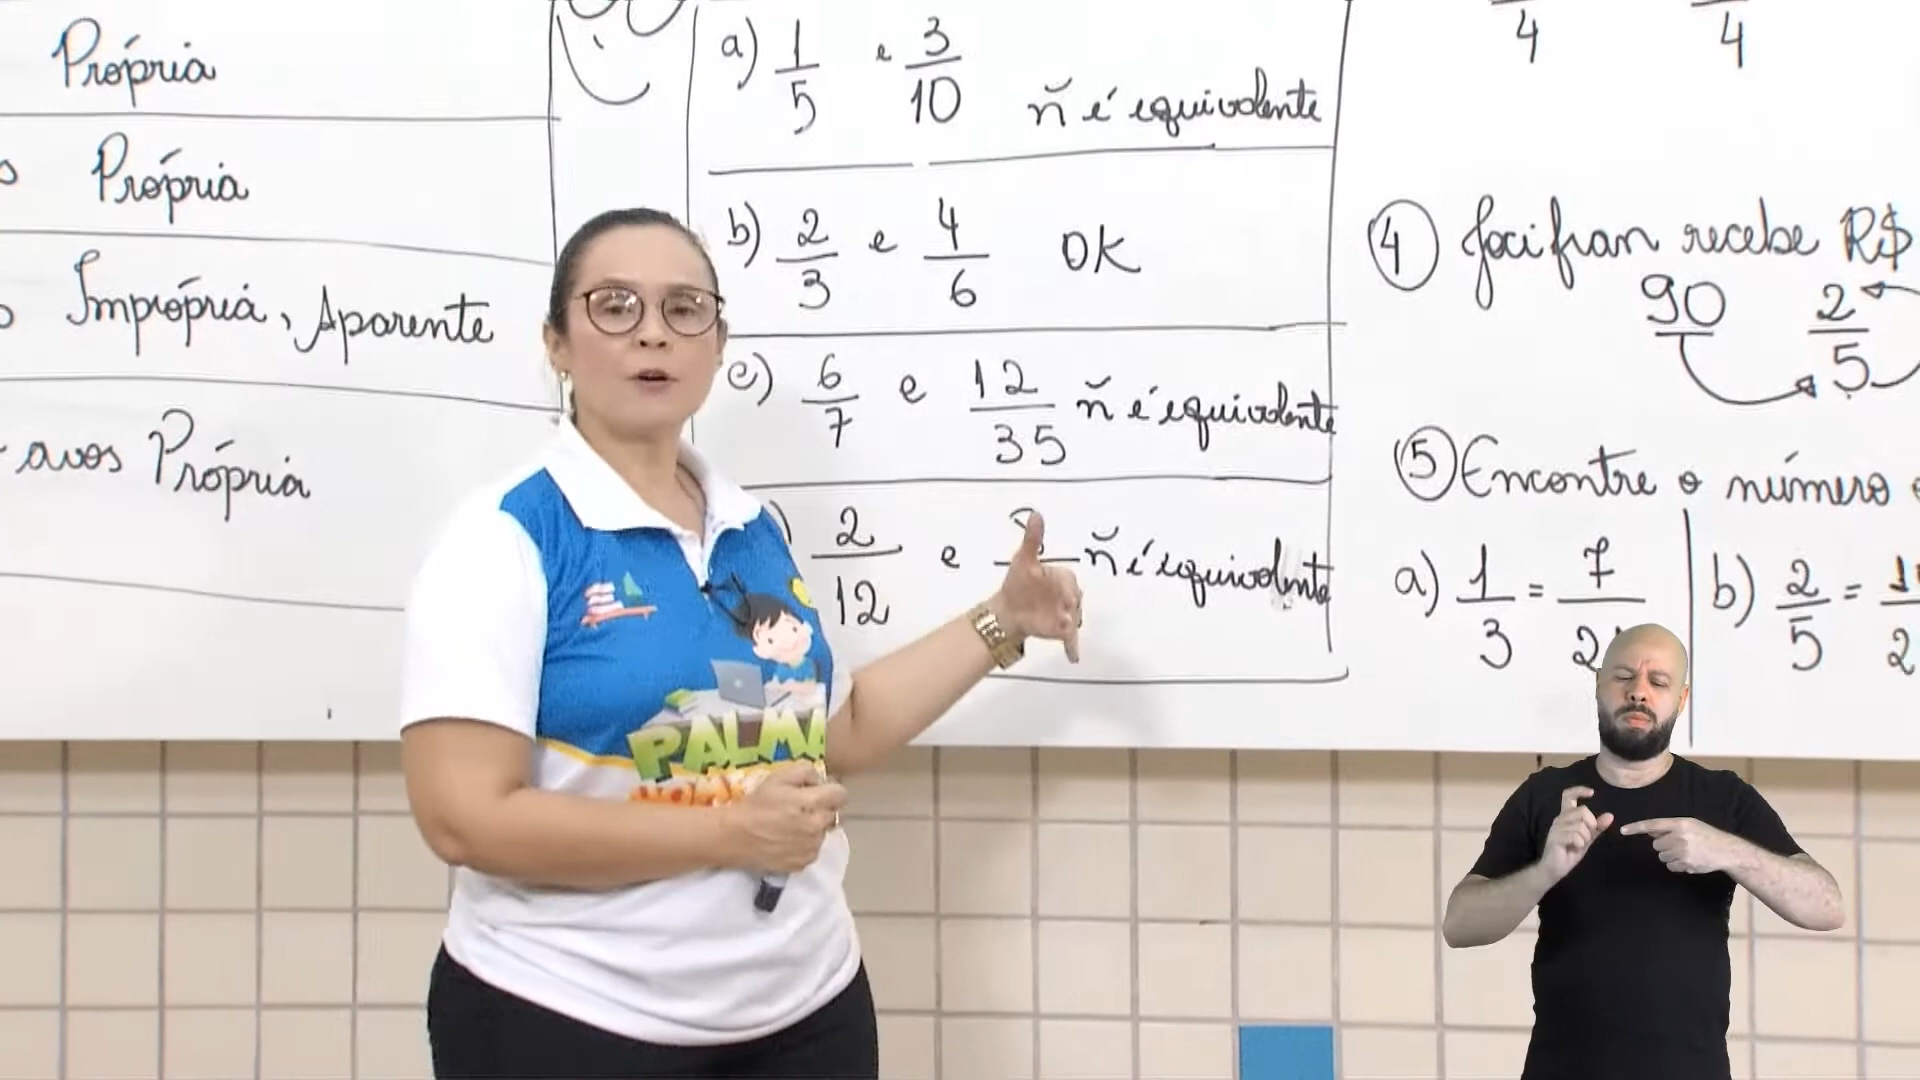 Própria
Própria
Imprópria, Aparente
avos Própria
a) 1/5 e 3/10 ñ é equivalente
b) 2/3 e 4/6 OK
c) 6/7 e 12/35 ñ é equivalente
2/12 e ñ é equivalente
4 4
④ Jocifran recebe R$
90 2/5
⑤ Encontre o número
a) 1/3 = 7/2
b) 2/5 =
PALMA